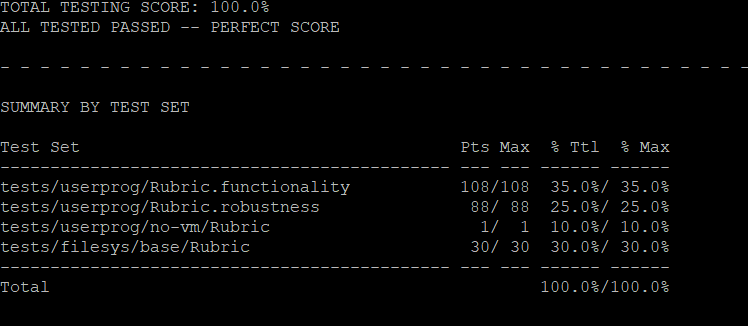 TOTAL TESTING SCORE: 100.0%
ALL TESTED PASSED -- PERFECT SCORE
- - - - - - - - - - - - - - - - - - - - - - - - - - - - - - - - - - - - - -
SUMMARY BY TEST SET
Test Set                                      Pts Max  % Ttl  % Max
--------------------------------------------- --- --- ------ ------
tests/userprog/Rubric.functionality           108/108  35.0%/ 35.0%
tests/userprog/Rubric.robustness               88/ 88  25.0%/ 25.0%
tests/userprog/no-vm/Rubric                     1/  1  10.0%/ 10.0%
tests/filesys/base/Rubric                      30/ 30  30.0%/ 30.0%
--------------------------------------------- --- --- ------ ------
Total                                                 100.0%/100.0%